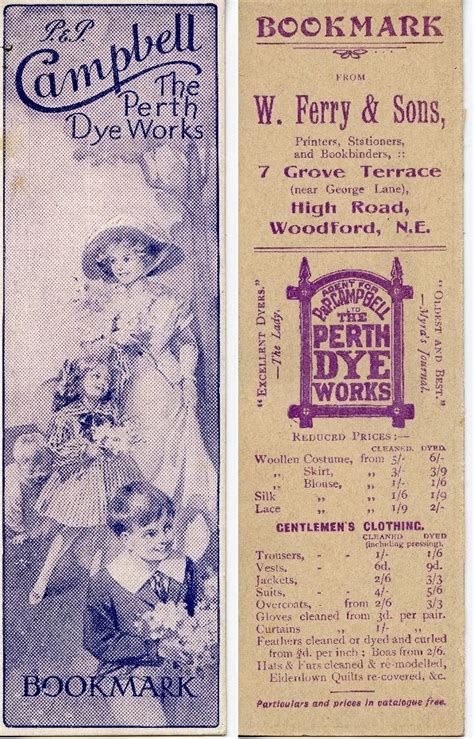 P. & P.
Campbell
The
Perth
Dye Works
BOOKMARK
BOOKMARK
FROM
W. Ferry & Sons,
Printers, Stationers,
and Bookbinders, ::
7 Grove Terrace
(near George Lane),
High Road,
Woodford, N.E.
"EXCELLENT DYERS."
—The Lady.
AGENT FOR
P&P. CAMPBELL
LTD
THE
PERTH
DYE
WORKS
"OLDEST AND BEST."
—Myra's Journal.
REDUCED PRICES:—
CLEANED. DYED.
Woollen Costume, from 5/- 6/-
„ Skirt, „ 3/- 3/9
„ Blouse, „ 1/- 1/6
Silk „ „ 1/6 1/9
Lace „ „ 1/9 2/-
GENTLEMEN'S CLOTHING.
CLEANED DYED
(including pressing).
Trousers, - - 1/- 1/6
Vests, - - 6d. 9d.
Jackets, - - 2/6 3/3
Suits, - - 4/- 5/6
Overcoats, - from 2/6 3/3
Gloves cleaned from 3d. per pair.
Curtains „ 1/- „
Feathers cleaned or dyed and curled
from per inch; Boas from 2/6.
Hats & Furs cleaned & re-modelled,
Eiderdown Quilts re-covered, &c.
Particulars and prices in catalogue free.